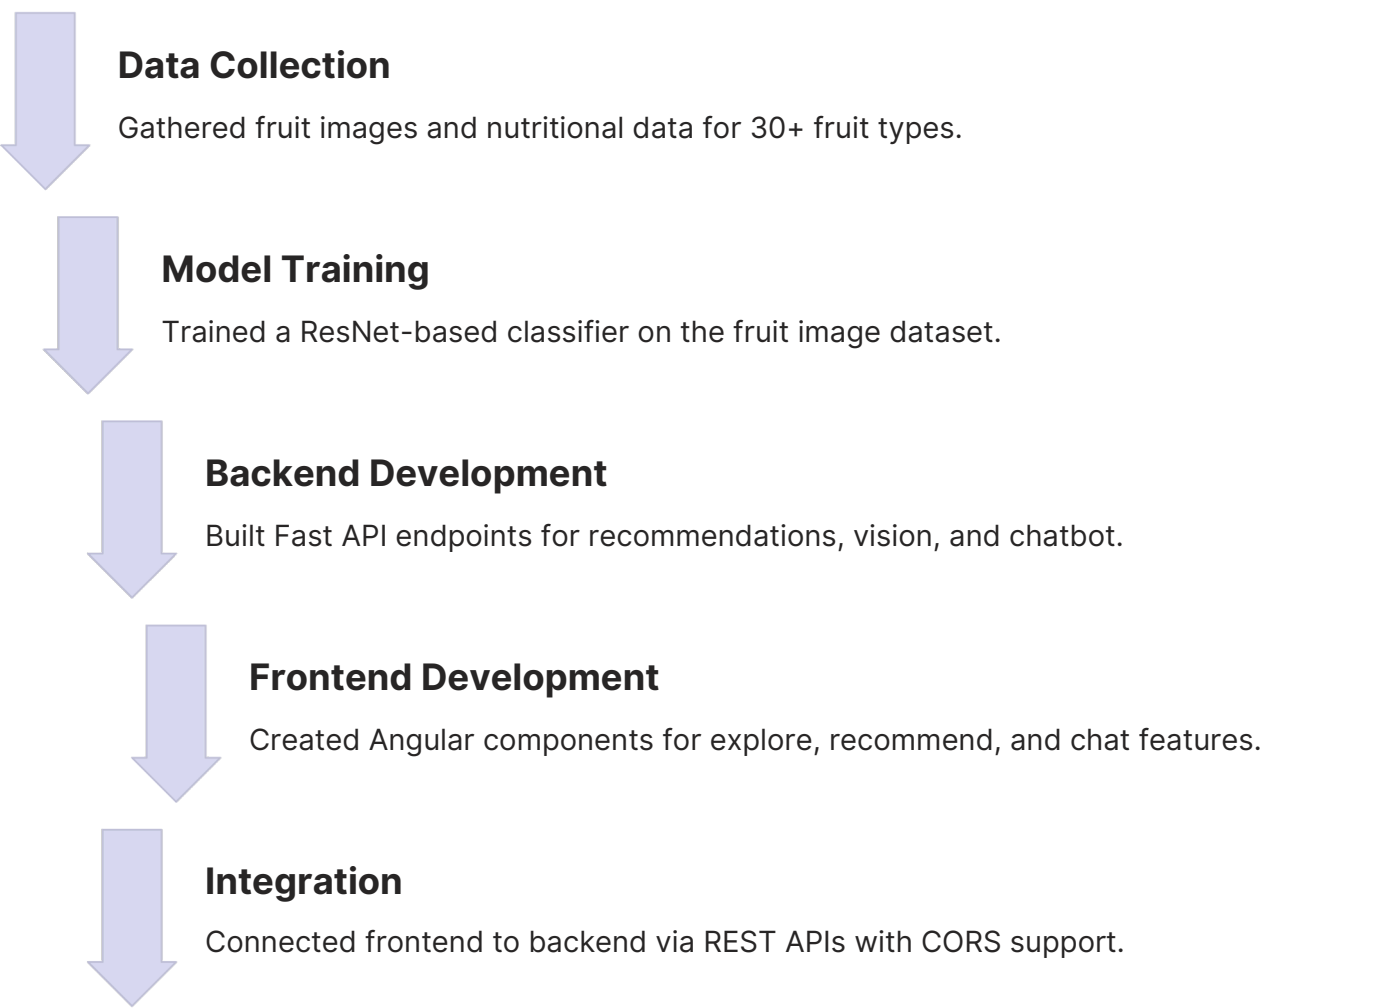 Data Collection
Gathered fruit images and nutritional data for 30+ fruit types.
Model Training
Trained a ResNet-based classifier on the fruit image dataset.
Backend Development
Built Fast API endpoints for recommendations, vision, and chatbot.
Frontend Development
Created Angular components for explore, recommend, and chat features.
Integration
Connected frontend to backend via REST APIs with CORS support.